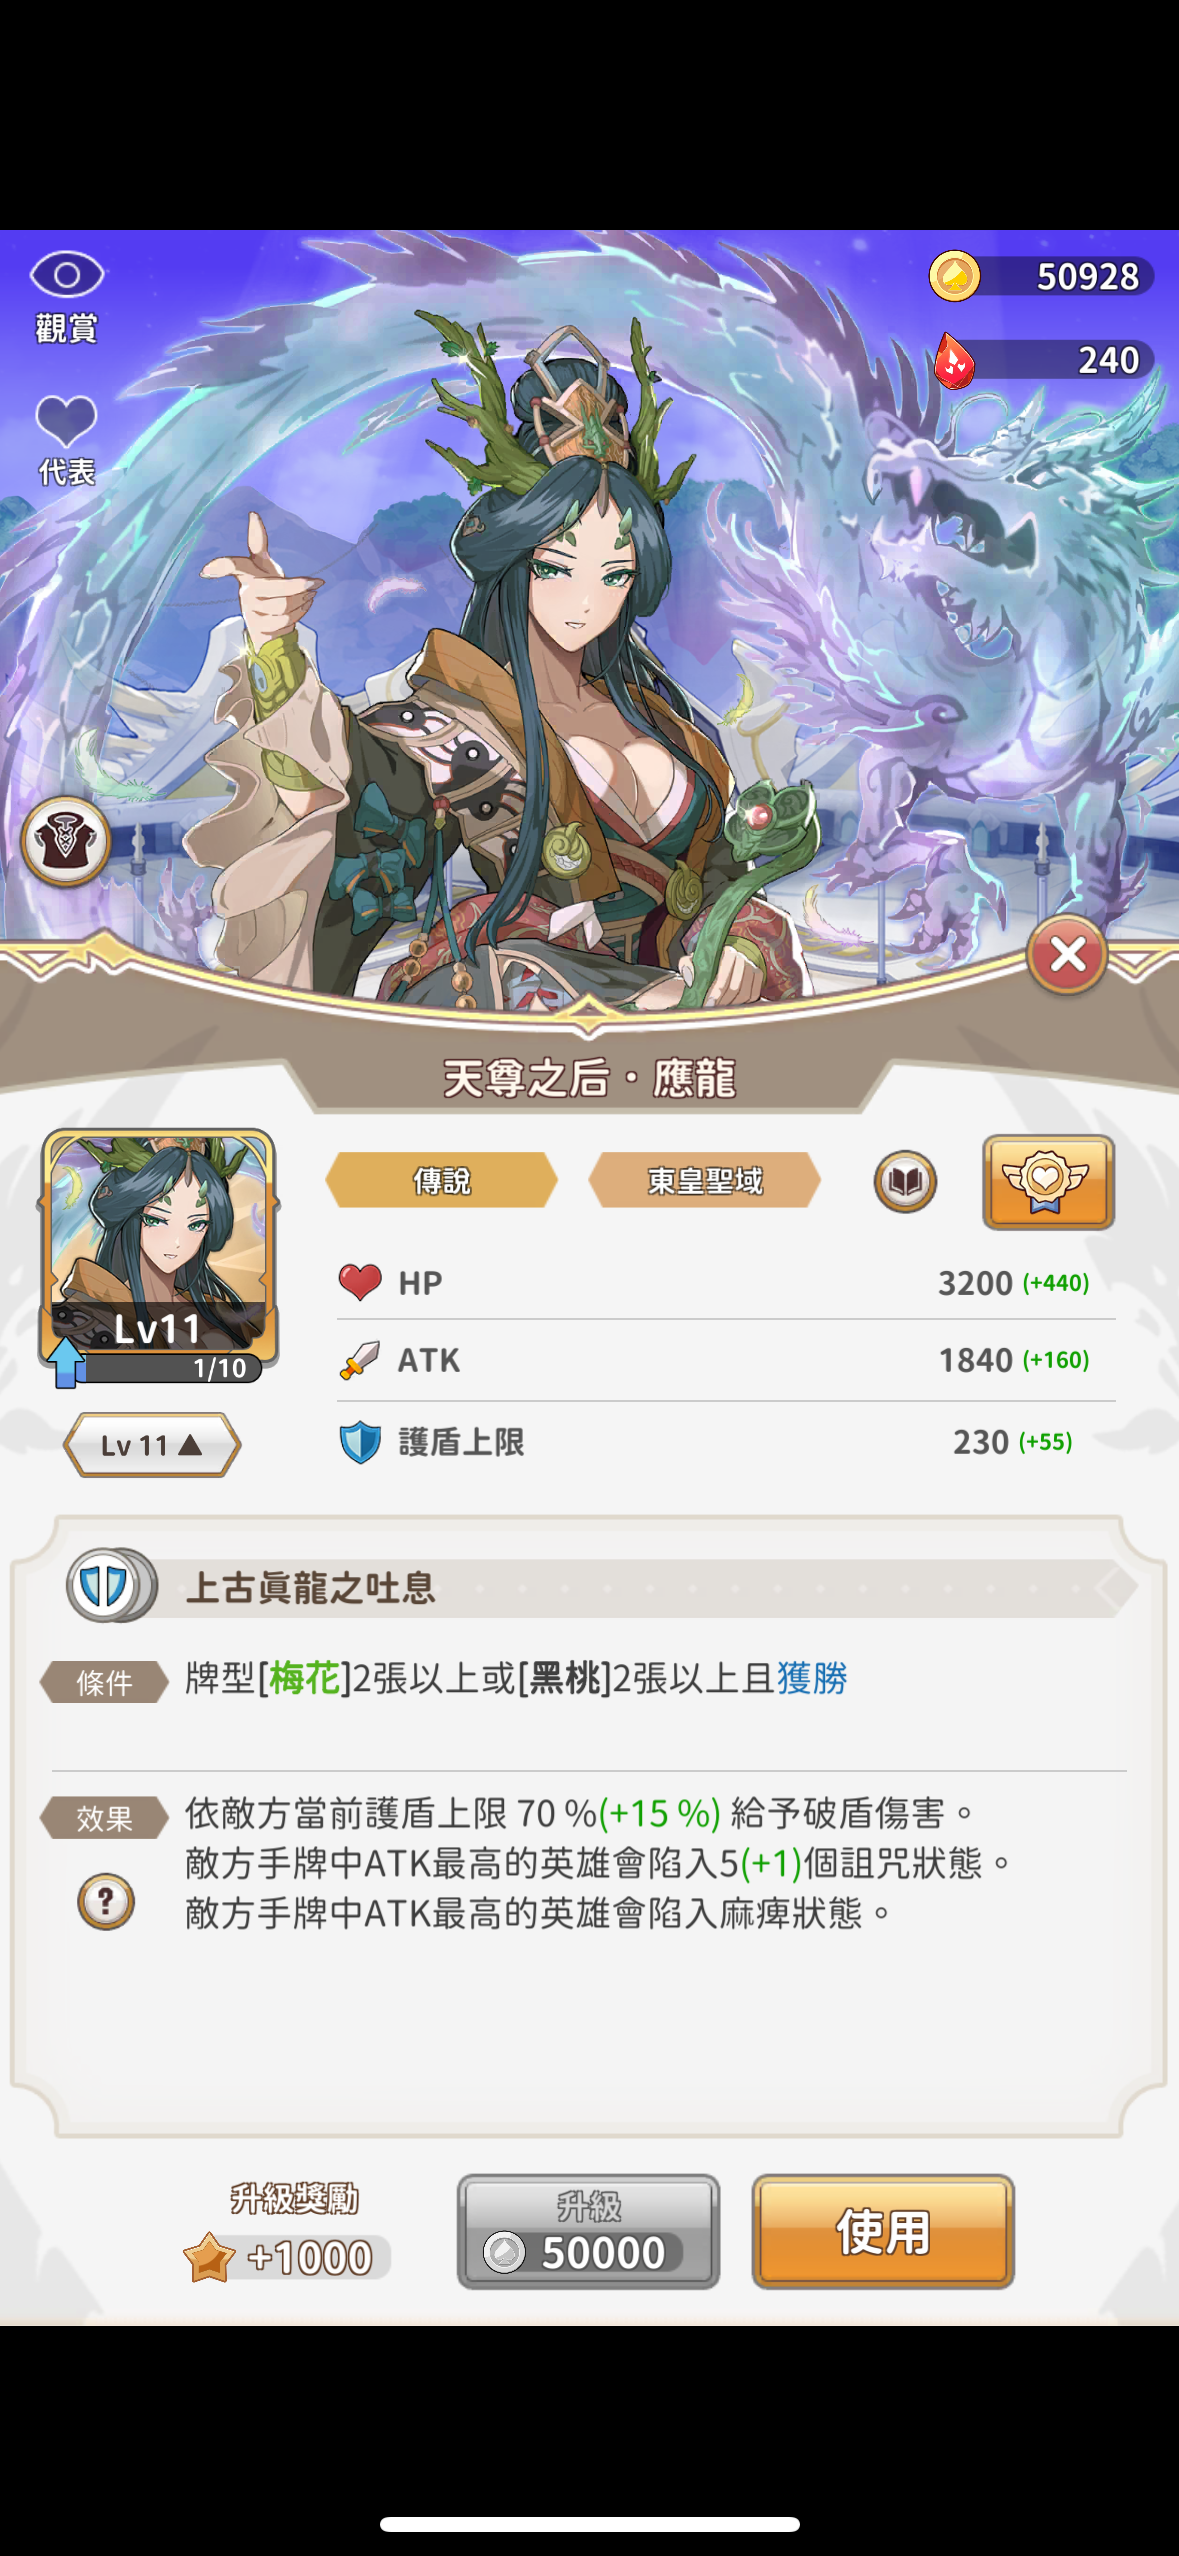 觀賞
50928
240
代表
天尊之后・應龍
傳說
東皇聖域
Lv11
1/10
Lv 11 ▲
HP
3200 (+440)
ATK
1840 (+160)
護盾上限
230 (+55)
上古真龍之吐息
條件
牌型[梅花]2張以上或[黑桃]2張以上且獲勝
效果
依敵方當前護盾上限 70 %(+15 %) 給予破盾傷害。
敵方手牌中ATK最高的英雄會陷入5(+1)個詛咒狀態。
敵方手牌中ATK最高的英雄會陷入麻痺狀態。
?
升級獎勵
+1000
升級
50000
使用